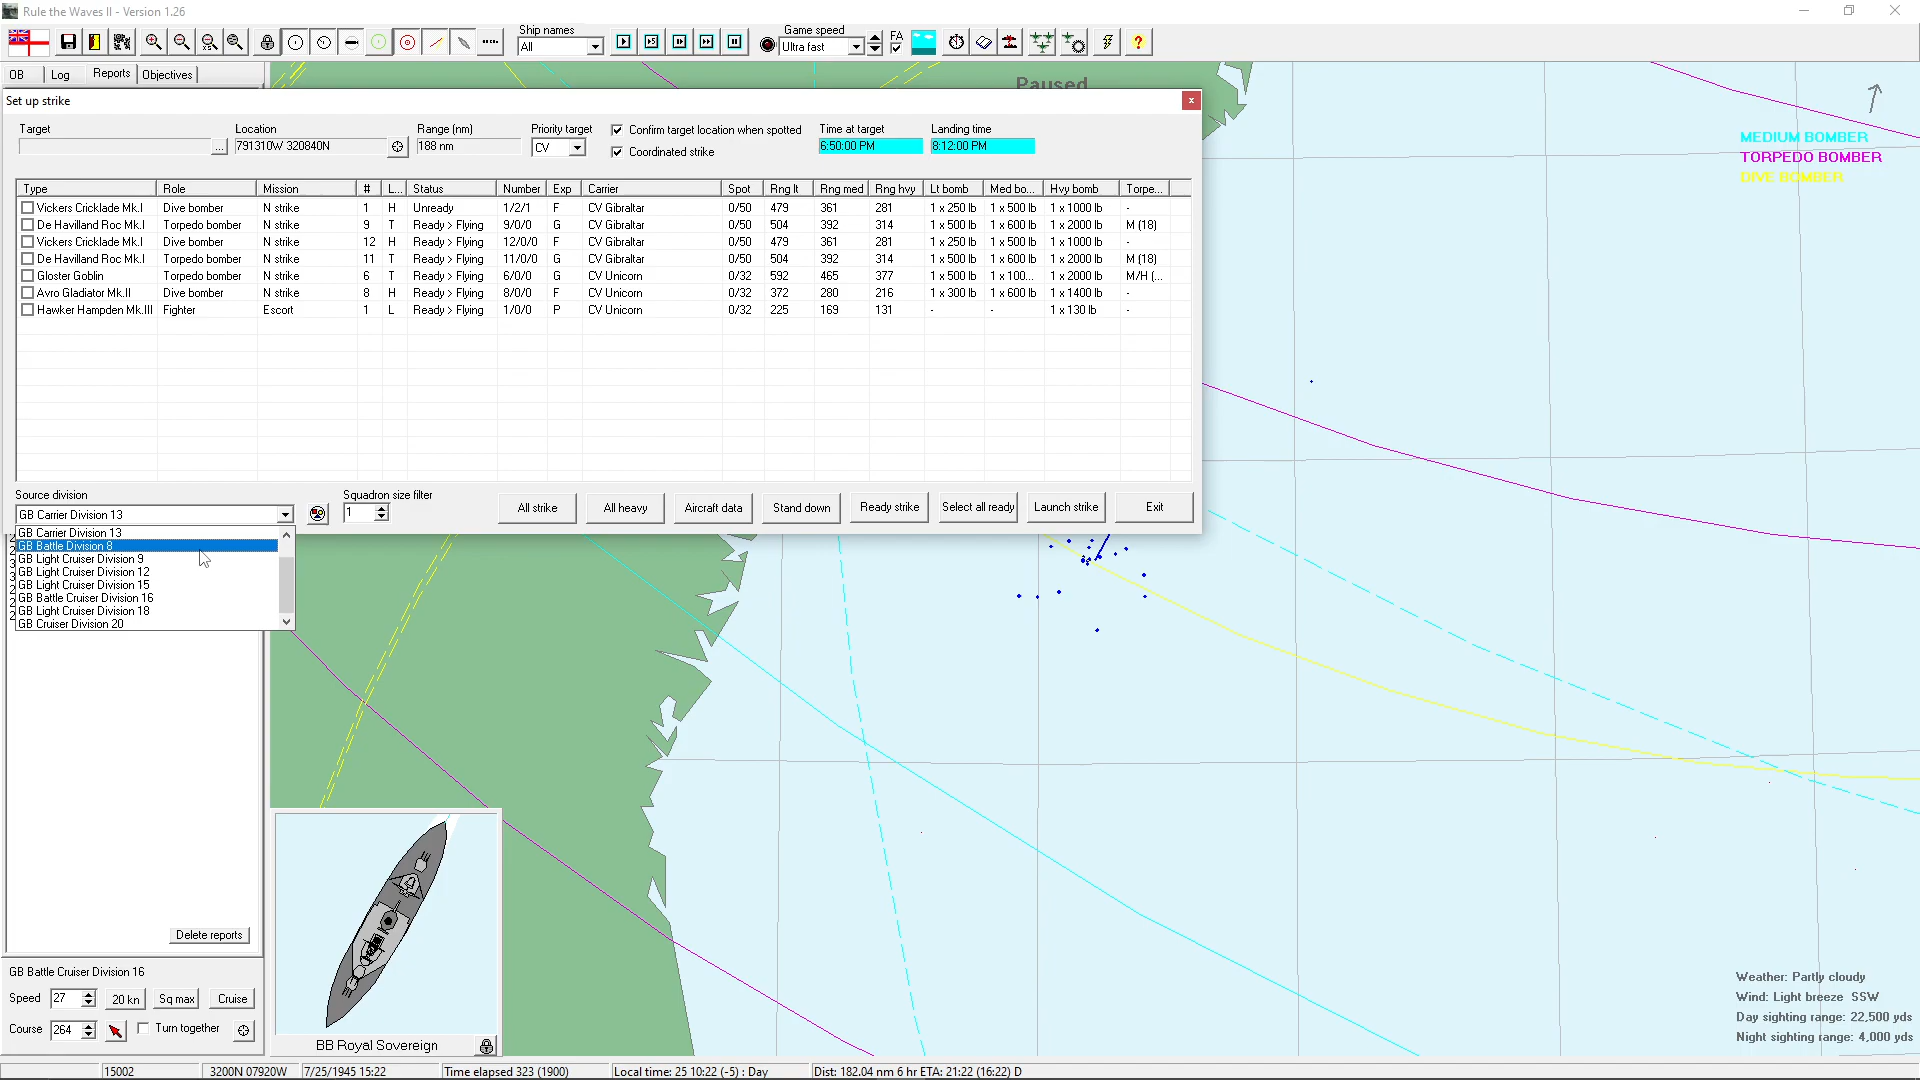 Rule the Waves II - Version 1.26
Ship names
All
Game speed
Ultra fast
FA
OB
Log
Reports
Objectives
Paused
Set up strike
Target
Location
Range (nm)
Priority target
Confirm target location when spotted
Time at target
Landing time
...
791310W 320840N
188 nm
CV
Coordinated strike
6:50:00 PM
8:12:00 PM
Type Role Mission # L... Status Number Exp Carrier Spot Rng lt Rng med Rng hvy Lt bomb Med bo... Hvy bomb Torpe...
Vickers Cricklade Mk.I Dive bomber N strike 1 H Unready 1/2/1 F CV Gibraltar 0/50 479 361 281 1 x 250 lb 1 x 500 lb 1 x 1000 lb -
De Havilland Roc Mk.I Torpedo bomber N strike 9 T Ready > Flying 9/0/0 G CV Gibraltar 0/50 504 392 314 1 x 500 lb 1 x 600 lb 1 x 2000 lb M (18)
Vickers Cricklade Mk.I Dive bomber N strike 12 H Ready > Flying 12/0/0 F CV Gibraltar 0/50 479 361 281 1 x 250 lb 1 x 500 lb 1 x 1000 lb -
De Havilland Roc Mk.I Torpedo bomber N strike 11 T Ready > Flying 11/0/0 G CV Gibraltar 0/50 504 392 314 1 x 500 lb 1 x 600 lb 1 x 2000 lb M (18)
Gloster Goblin Torpedo bomber N strike 6 T Ready > Flying 6/0/0 G CV Unicorn 0/32 592 465 377 1 x 500 lb 1 x 100... 1 x 2000 lb M/H (...
Avro Gladiator Mk.II Dive bomber N strike 8 H Ready > Flying 8/0/0 F CV Unicorn 0/32 372 280 216 1 x 300 lb 1 x 600 lb 1 x 1400 lb -
Hawker Hampden Mk.III Fighter Escort 1 L Ready > Flying 1/0/0 P CV Unicorn 0/32 225 169 131 - - 1 x 130 lb -
Source division
GB Carrier Division 13
Squadron size filter
1
All strike
All heavy
Aircraft data
Stand down
Ready strike
Select all ready
Launch strike
Exit
GB Carrier Division 13
GB Battle Division 8
GB Light Cruiser Division 9
GB Light Cruiser Division 12
GB Light Cruiser Division 15
GB Battle Cruiser Division 16
GB Light Cruiser Division 18
GB Cruiser Division 20
MEDIUM BOMBER
TORPEDO BOMBER
DIVE BOMBER
Delete reports
GB Battle Cruiser Division 16
Speed 27 20 kn Sq max Cruise
Course 264 Turn together
BB Royal Sovereign
Weather: Partly cloudy
Wind: Light breeze SSW
Day sighting range: 22,500 yds
Night sighting range: 4,000 yds
15002 3200N 07920W 7/25/1945 15:22 Time elapsed 323 (1900) Local time: 25 10:22 (-5) : Day Dist: 182.04 nm 6 hr ETA: 21:22 (16:22) D